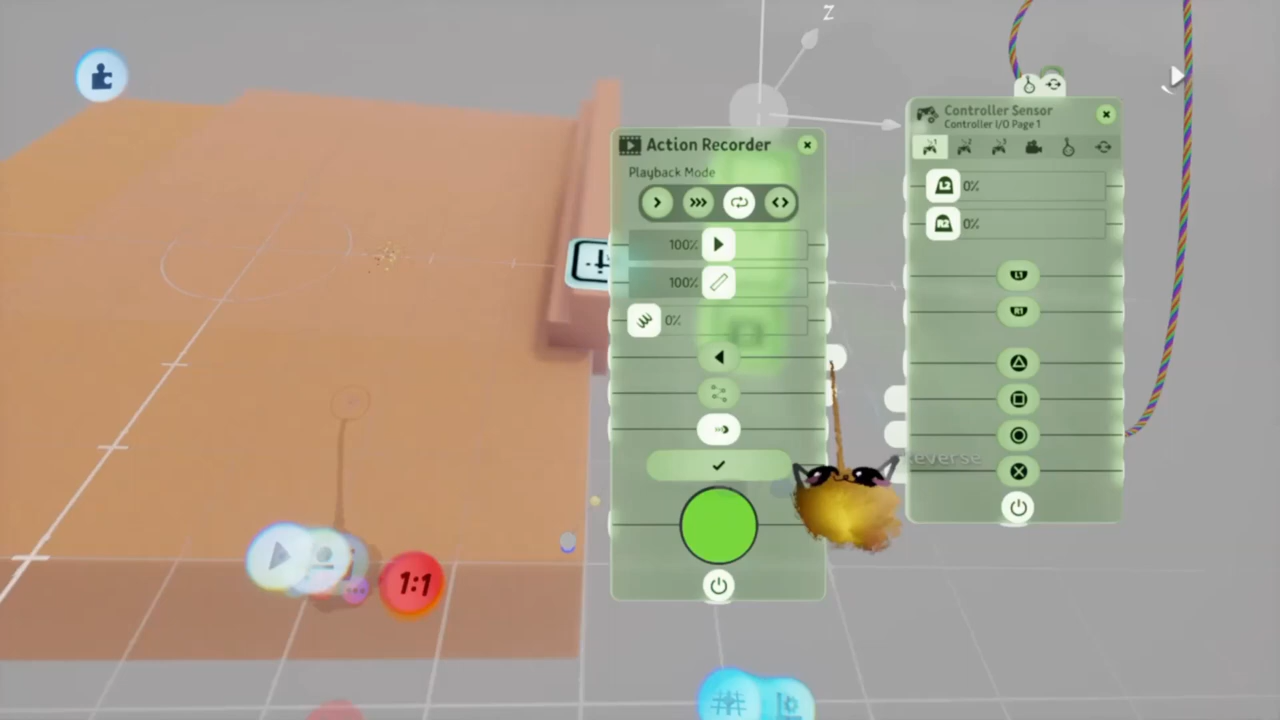 Z
Action Recorder
Playback Mode
100%
100%
0%
Controller Sensor
Controller I/O Page 1
0%
0%
L2
R2
L1
R1
everse
1:1